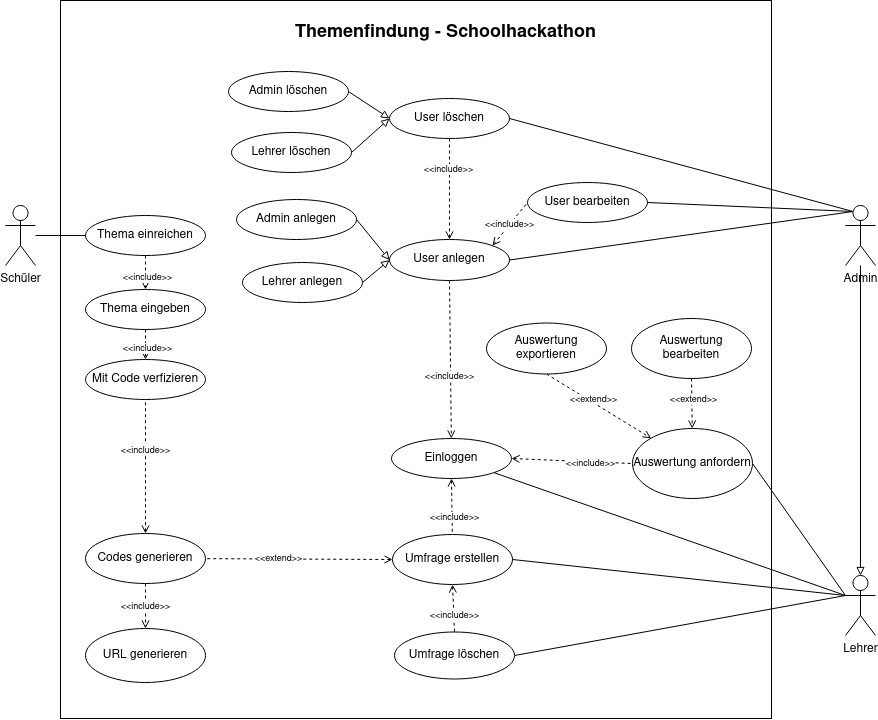 Themenfindung - Schoolhackathon
Admin löschen
User löschen
Lehrer löschen
<<include>>
User bearbeiten
Admin anlegen
<<include>>
Schüler
Thema einreichen
User anlegen
Admin
<<include>>
Lehrer anlegen
Thema eingeben
<<include>>
Auswertung
exportieren
Auswertung
bearbeiten
Mit Code verfizieren
<<include>>
<<extend>>
<<extend>>
<<include>>
Einloggen
<<include>>
Auswertung anfordern
<<include>>
Codes generieren
<<extend>>
Umfrage erstellen
<<include>>
<<include>>
URL generieren
Umfrage löschen
Lehrer